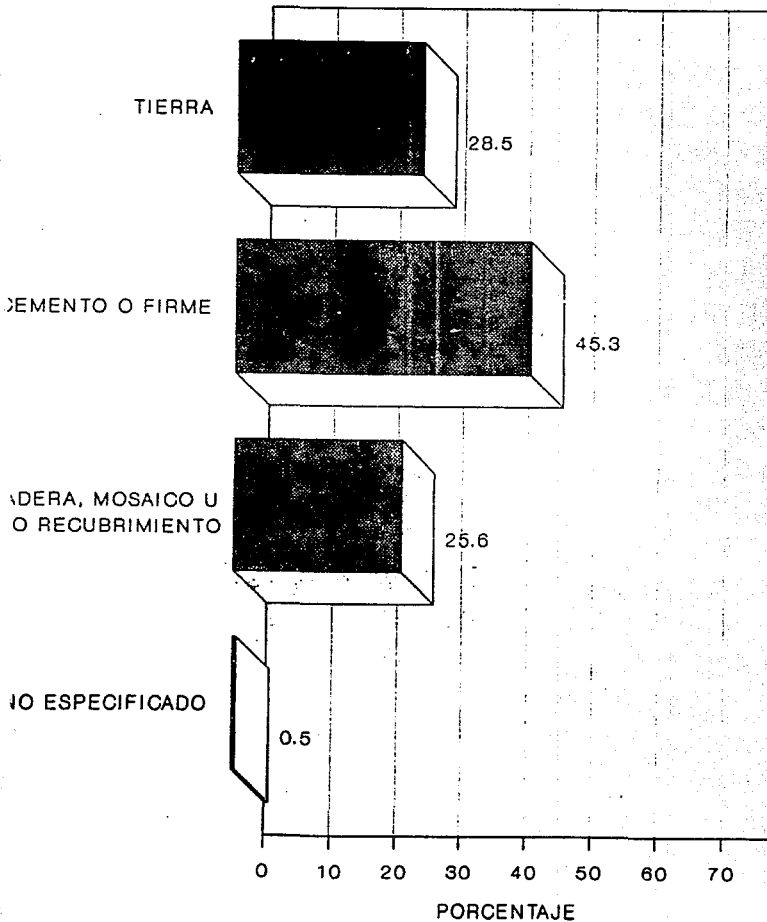 TIERRA
28.5
CEMENTO O FIRME
45.3
ADERA, MOSAICO U
O RECUBRIMIENTO
25.6
NO ESPECIFICADO
0.5
0 10 20 30 40 50 60 70
PORCENTAJE